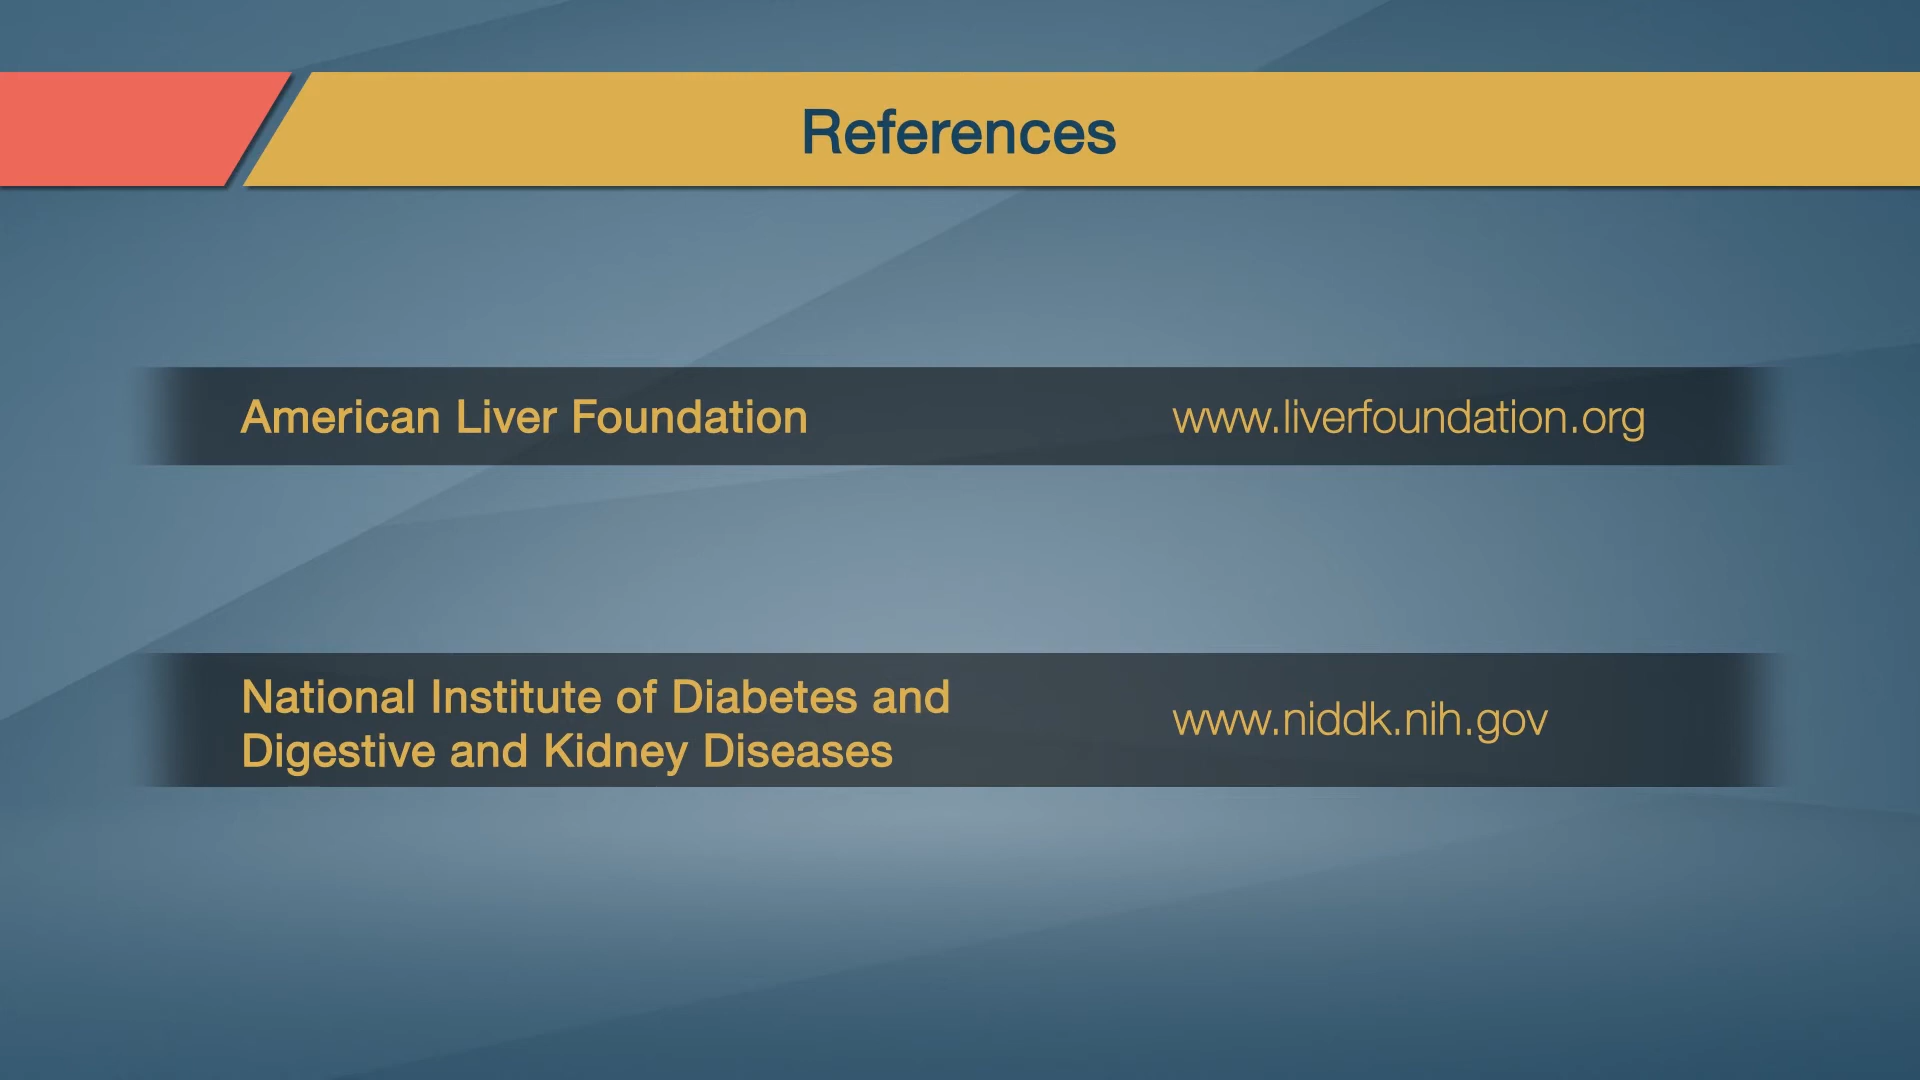 References
American Liver Foundation
www.liverfoundation.org
National Institute of Diabetes and
Digestive and Kidney Diseases
www.niddk.nih.gov